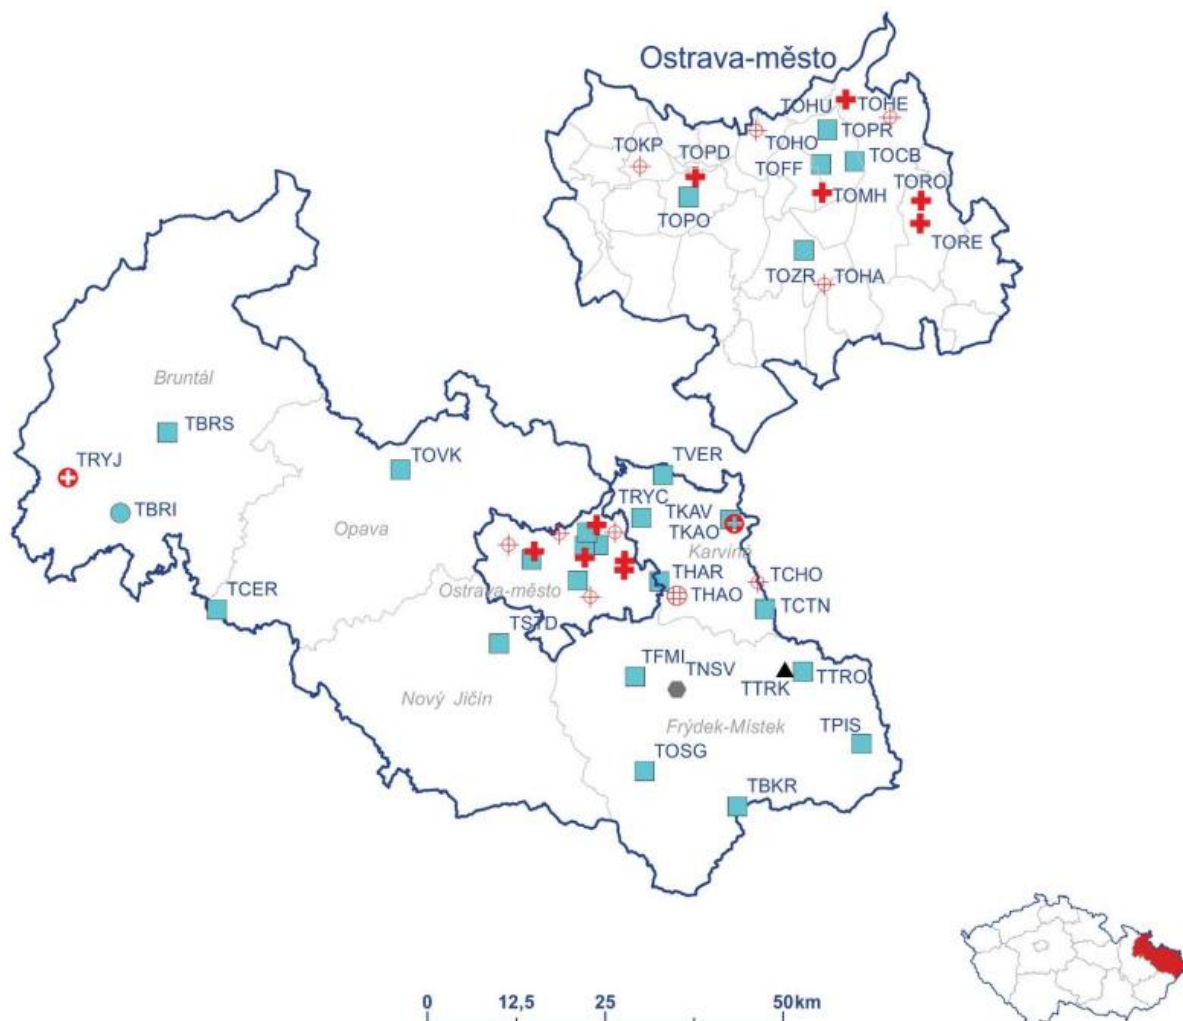 Ostrava-město
TOHU
TOHE
TOHO
TOPR
TOKP
TOPD
TOFF
TOCB
TORO
TOMH
TOPO
TORE
TOZR
TOHA
Bruntál
TBRS
TRYJ
TOVK
TVER
TBRI
TRYC
TKAV
TKAO
Opava
Karviná
TCER
THAR
TCHO
Ostrava-město
THAO
TCTN
TSTD
TFMI
TNSV
TTRK
TTRO
Nový Jičín
Frýdek-Místek
TPIS
TOSG
TBKR
0 12,5 25 50km